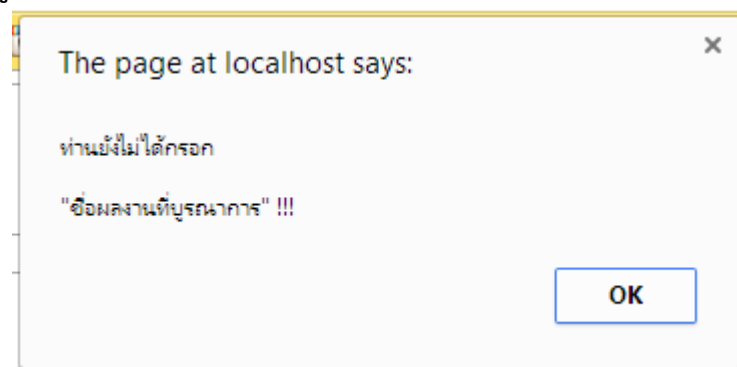 The page at localhost says:
ท่านยังไม่ได้กรอก
"ชื่อผลงานที่บูรณาการ" !!!
OK